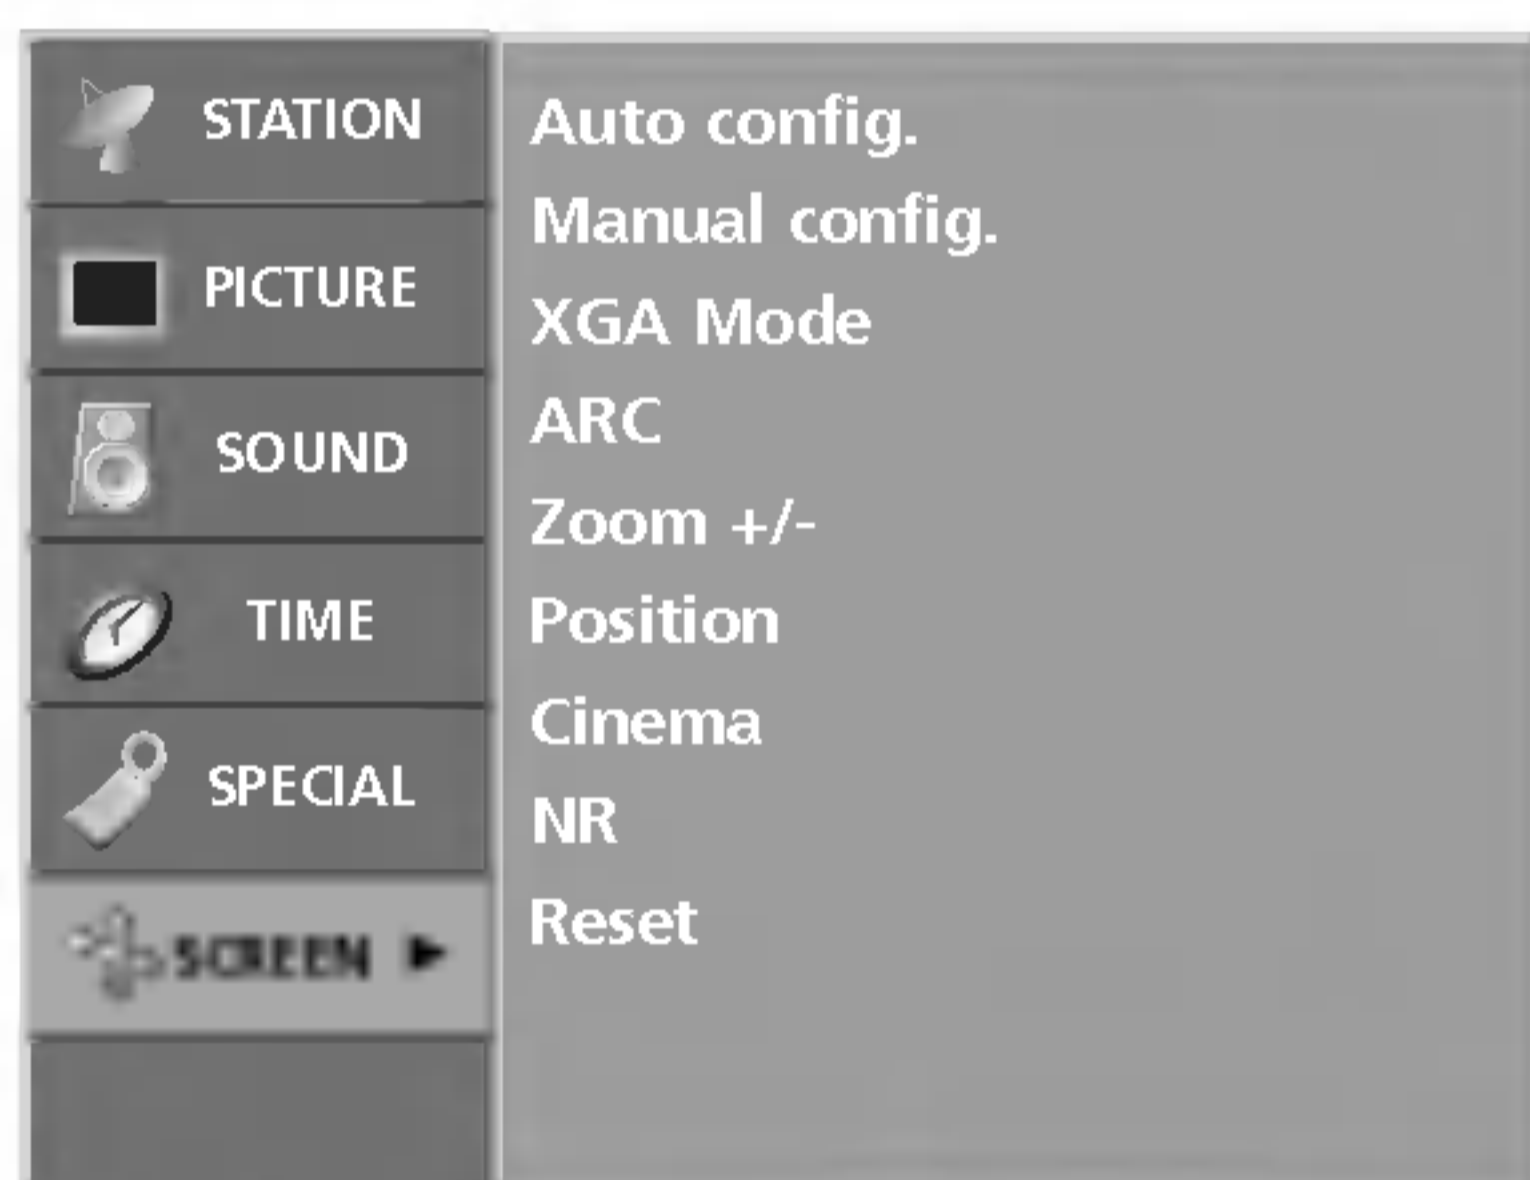 STATION
PICTURE
SOUND
TIME
SPECIAL
SCREEN
Auto config.
Manual config.
XGA Mode
ARC
Zoom +/-
Position
Cinema
NR
Reset